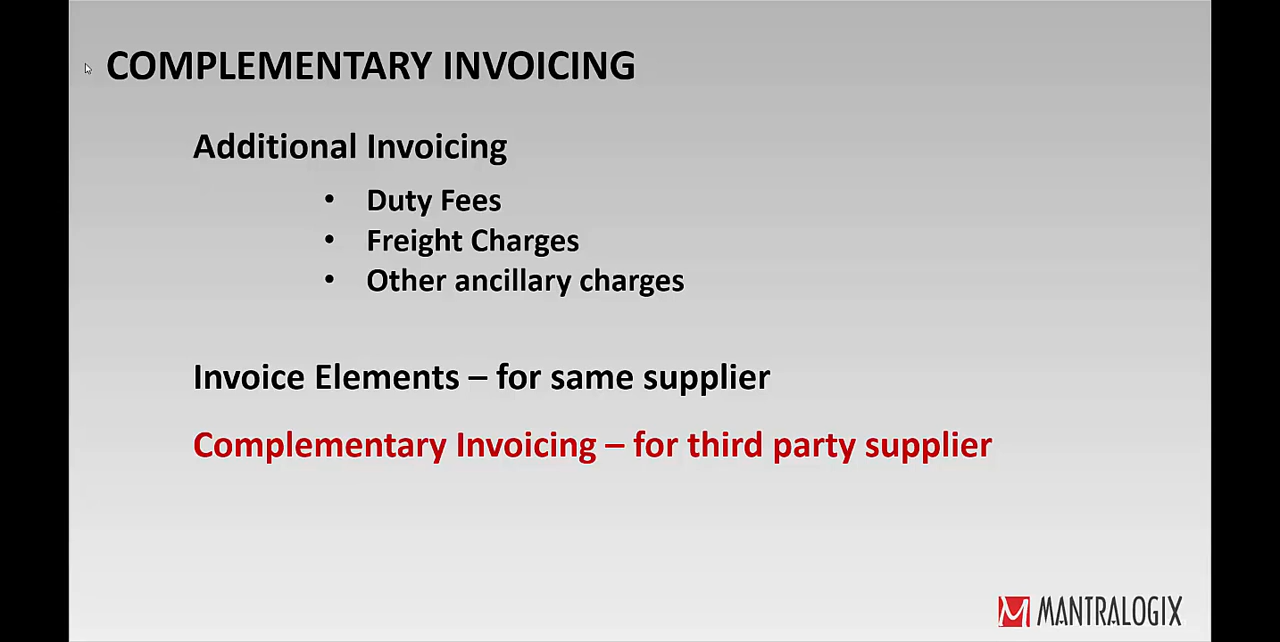 COMPLEMENTARY INVOICING
Additional Invoicing
• Duty Fees
• Freight Charges
• Other ancillary charges
Invoice Elements – for same supplier
Complementary Invoicing – for third party supplier
MANTRALOGIX